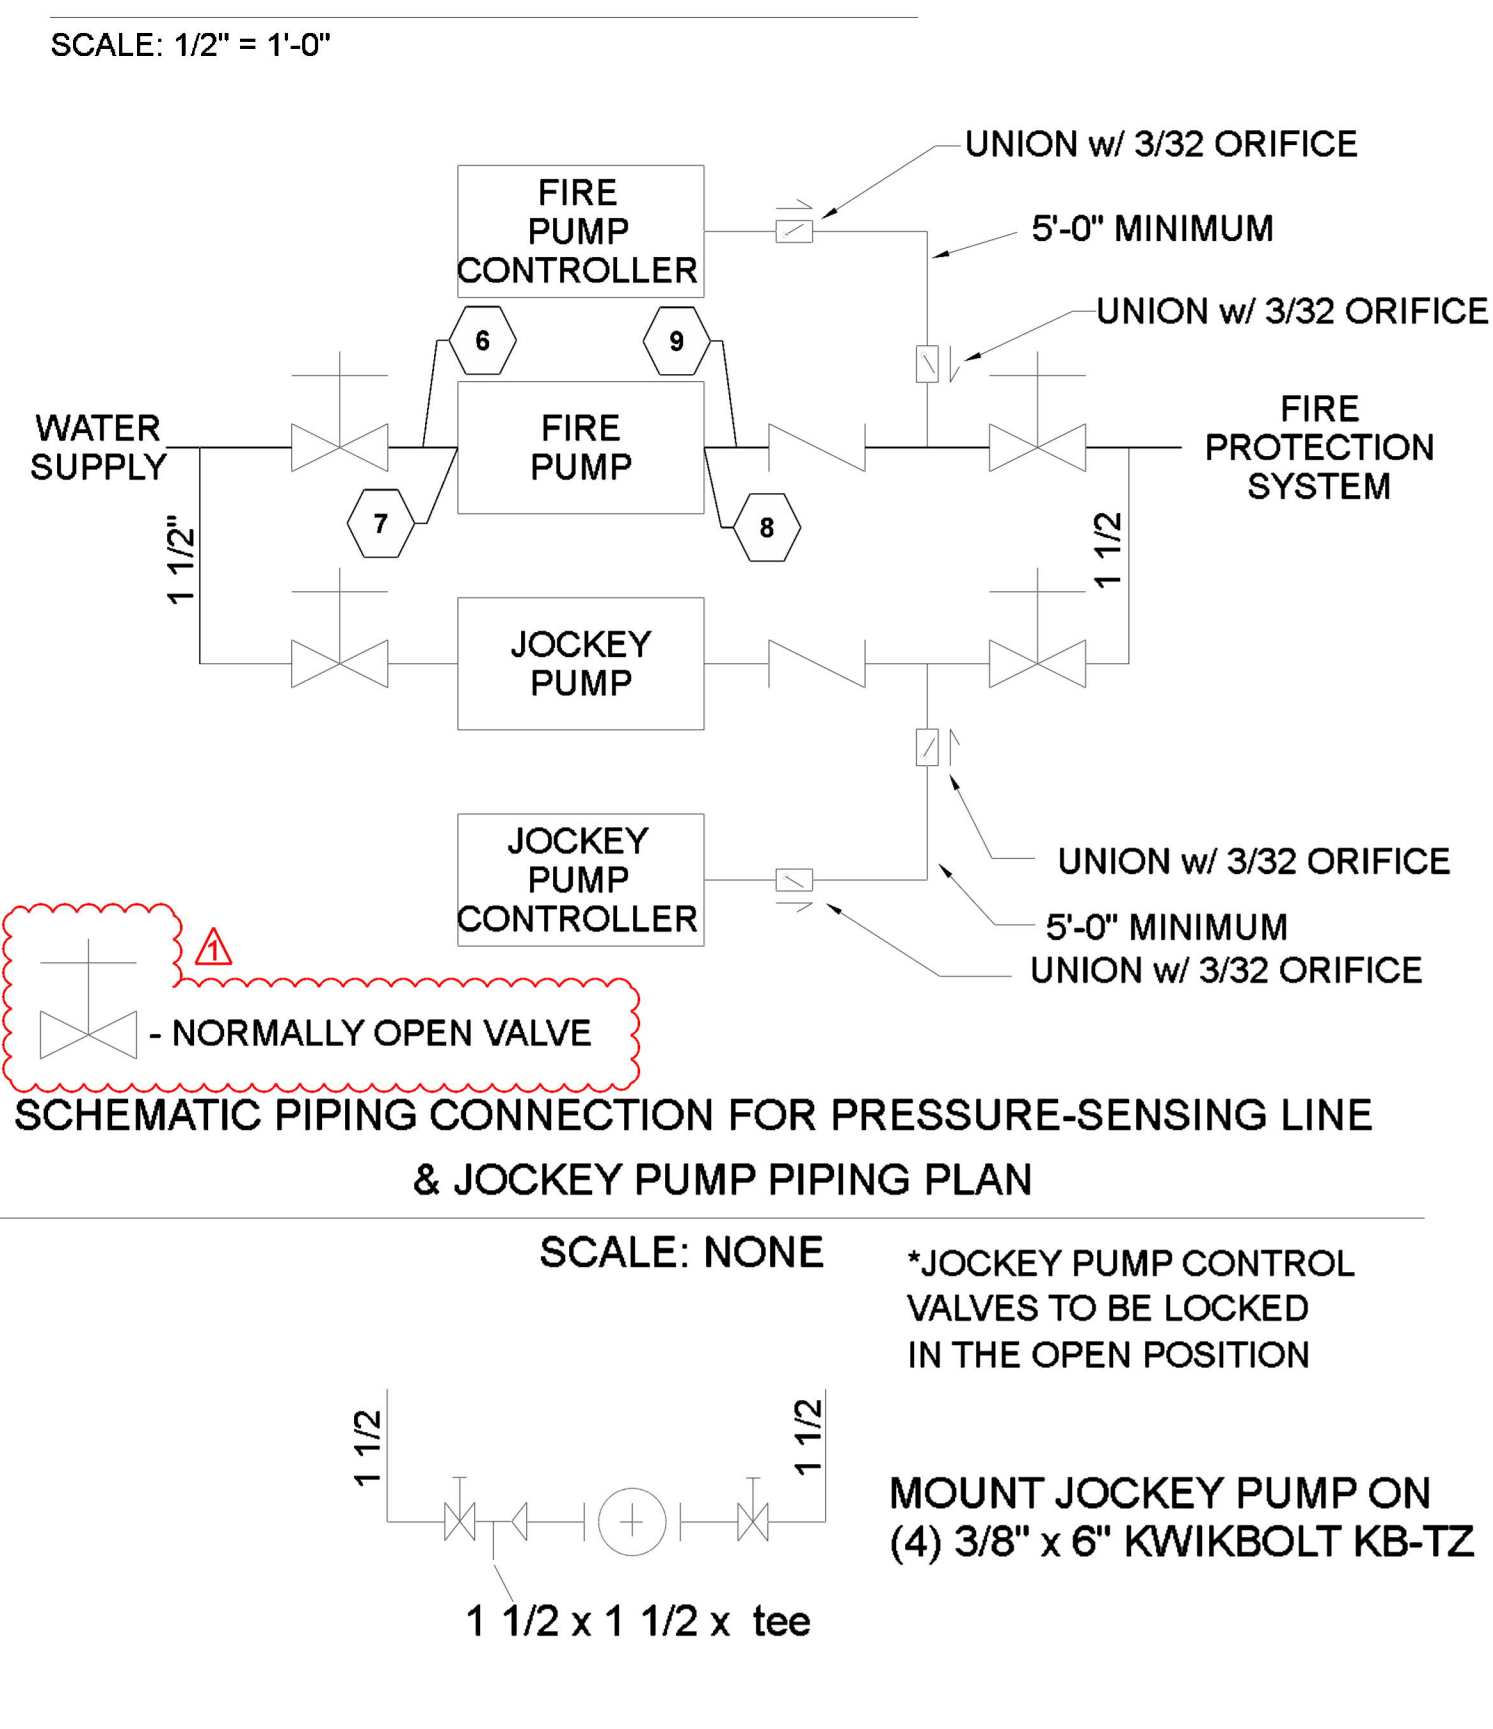 SCALE: 1/2" = 1'-0"
UNION w/ 3/32 ORIFICE
FIRE
PUMP
CONTROLLER
5'-0" MINIMUM
UNION w/ 3/32 ORIFICE
6
9
WATER
SUPPLY
FIRE
PUMP
FIRE
PROTECTION
SYSTEM
7
8
1 1/2"
1 1/2
JOCKEY
PUMP
JOCKEY
PUMP
CONTROLLER
UNION w/ 3/32 ORIFICE
5'-0" MINIMUM
UNION w/ 3/32 ORIFICE
1
- NORMALLY OPEN VALVE
SCHEMATIC PIPING CONNECTION FOR PRESSURE-SENSING LINE
& JOCKEY PUMP PIPING PLAN
SCALE: NONE
*JOCKEY PUMP CONTROL
VALVES TO BE LOCKED
IN THE OPEN POSITION
1 1/2
1 1/2
MOUNT JOCKEY PUMP ON
(4) 3/8" x 6" KWIKBOLT KB-TZ
1 1/2 x 1 1/2 x tee